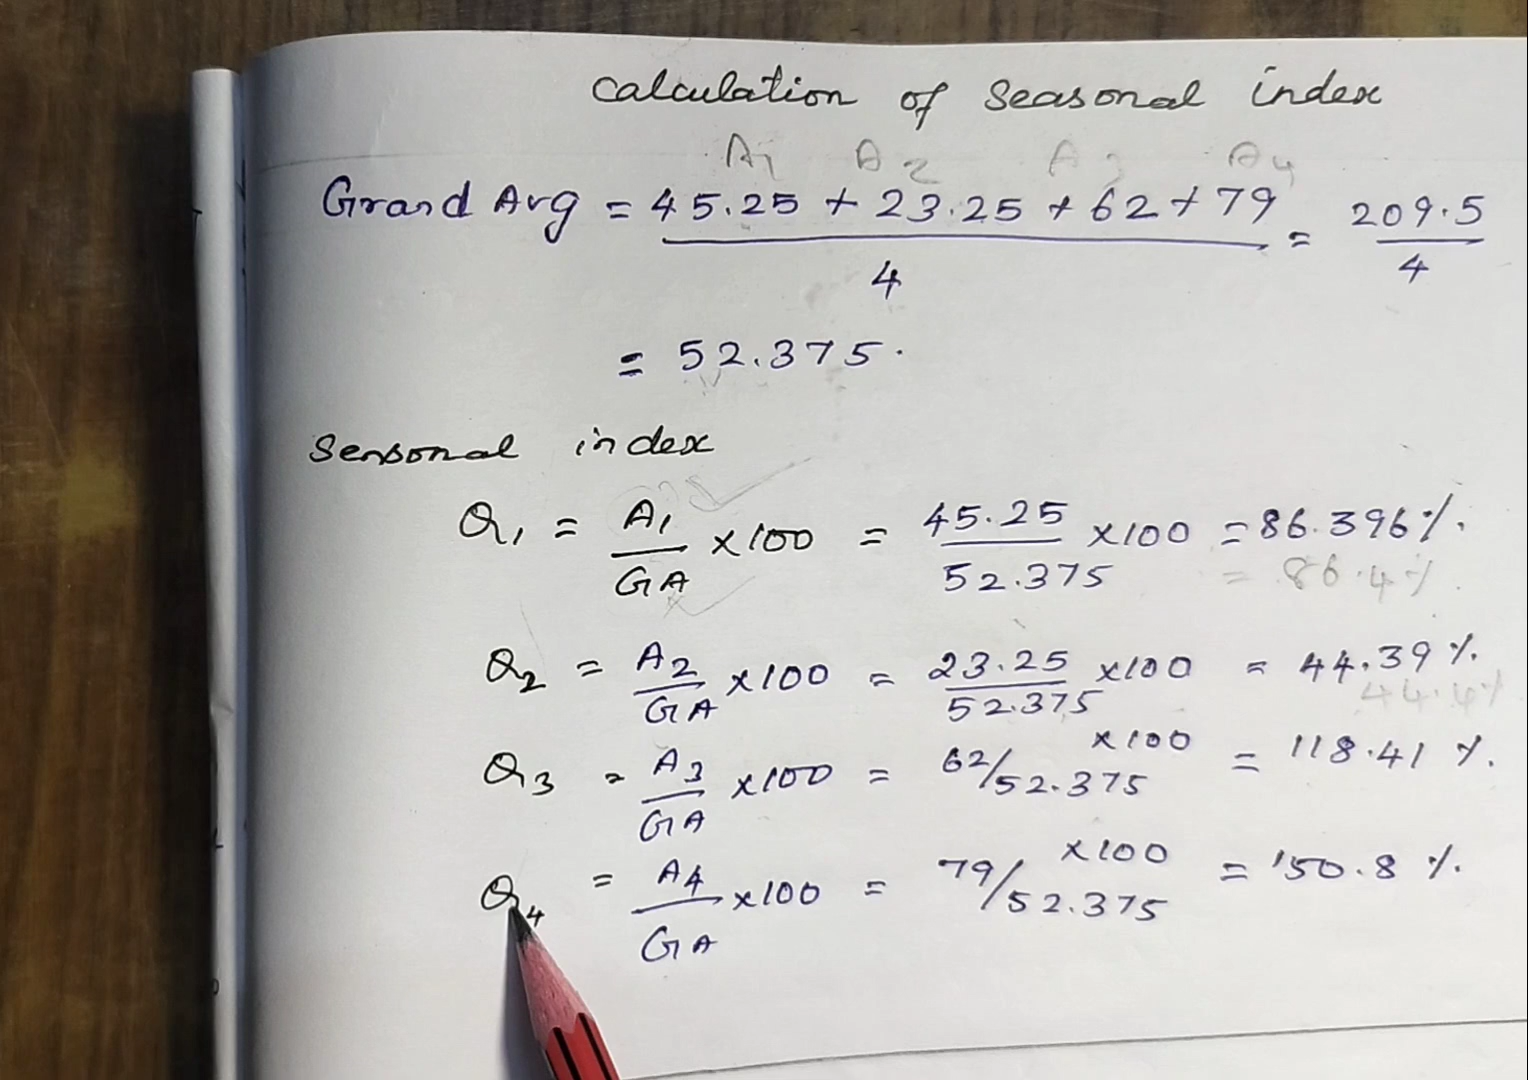 Calculation of Seasonal index
A1 A2 A3 A4
Grand Avg = 45.25 + 23.25 + 62 + 79 / 4 = 209.5 / 4
= 52.375.
Sensonal index
Q1 = A1/GA ×100 = 45.25/52.375 ×100 = 86.396%.
= 86.4%
Q2 = A2/GA ×100 = 23.25/52.375 ×100 = 44.39%.
44.4%
Q3 = A3/GA ×100 = 62/52.375 ×100 = 118.41%.
Q4 = A4/GA ×100 = 79/52.375 ×100 = 150.8%.